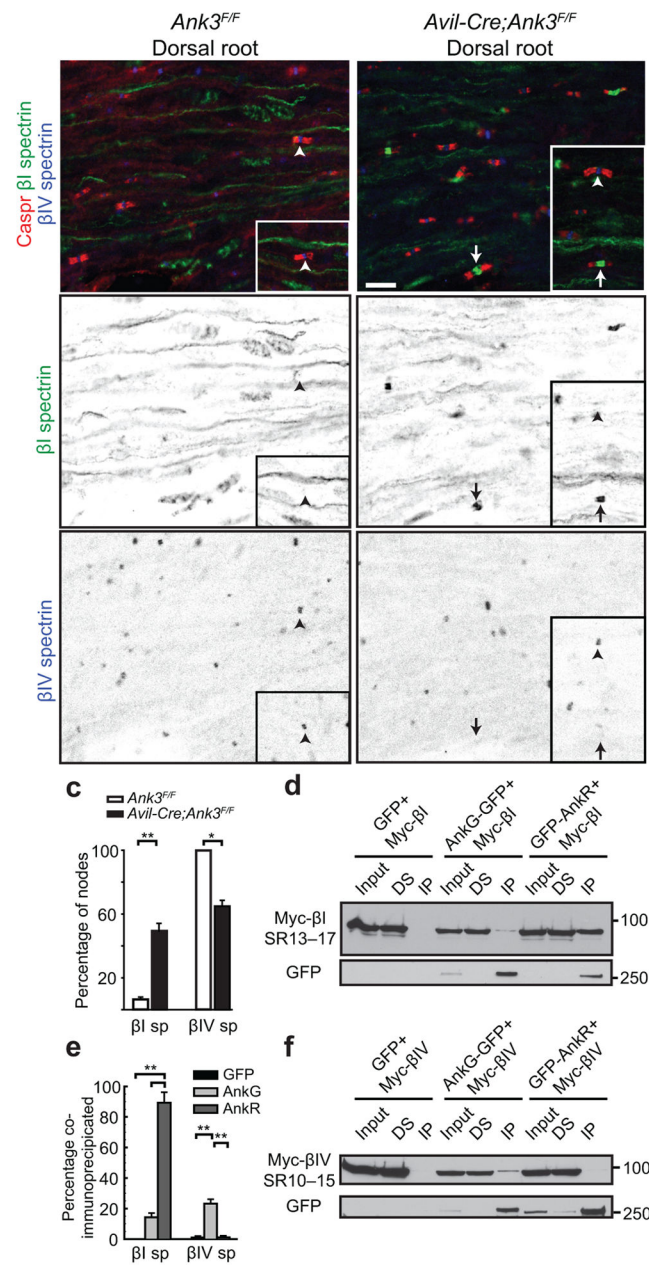 Ank3F/F
Dorsal root
Avil-Cre;Ank3F/F
Dorsal root
Caspr βI spectrin
βIV spectrin
βI spectrin
βIV spectrin
c
Ank3F/F
Avil-Cre;Ank3F/F
Percentage of nodes
100
60
20
**
*
βI sp
βIV sp
d
GFP+
Myc-βI
AnkG-GFP+
Myc-βI
GFP-AnkR+
Myc-βI
Input
DS
IP
Input
DS
IP
Input
DS
IP
Myc-βI
SR13–17
100
GFP
250
e
GFP
AnkG
AnkR
Percentage co-
immunoprecipicated
100
80
60
40
20
0
**
**
**
βI sp
βIV sp
f
GFP+
Myc-βIV
AnkG-GFP+
Myc-βIV
GFP-AnkR+
Myc-βIV
Input
DS
IP
Input
DS
IP
Input
DS
IP
Myc-βIV
SR10–15
100
GFP
250